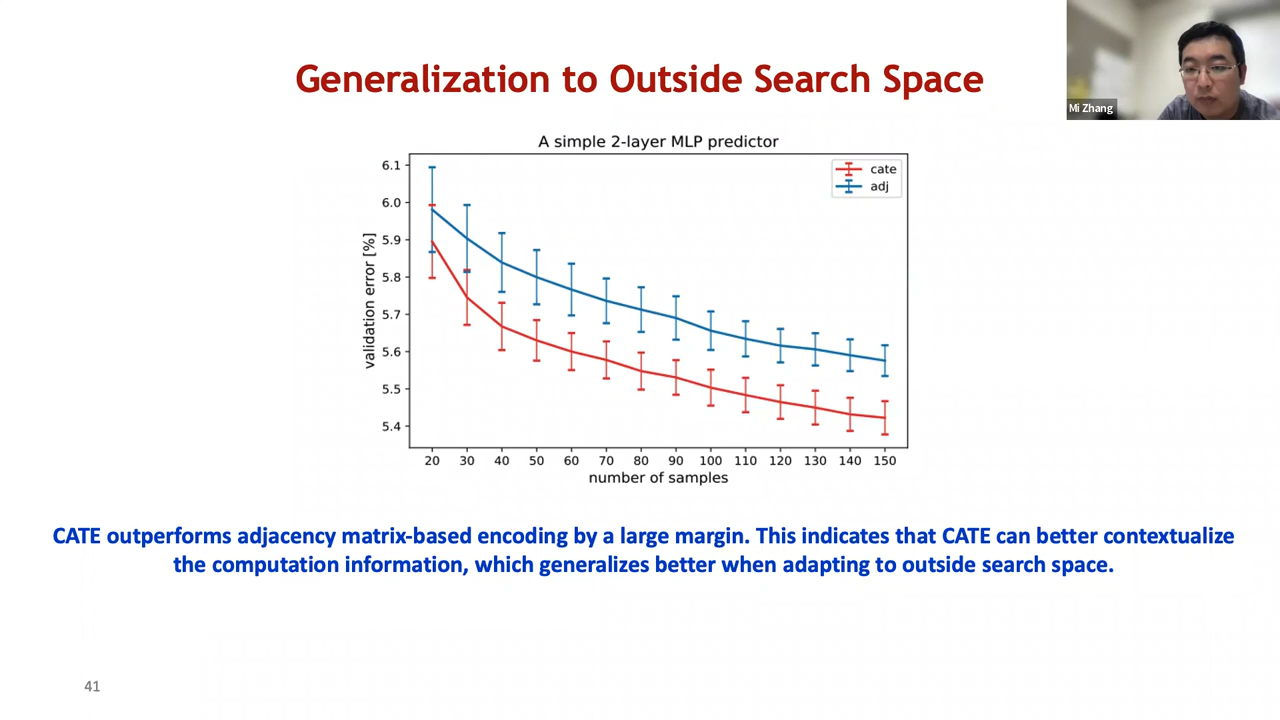 Generalization to Outside Search Space
Mi Zhang
A simple 2-layer MLP predictor
cate
adj
6.1
6.0
5.9
5.8
5.7
5.6
5.5
5.4
validation error [%]
20 30 40 50 60 70 80 90 100 110 120 130 140 150
number of samples
CATE outperforms adjacency matrix-based encoding by a large margin. This indicates that CATE can better contextualize
the computation information, which generalizes better when adapting to outside search space.
41